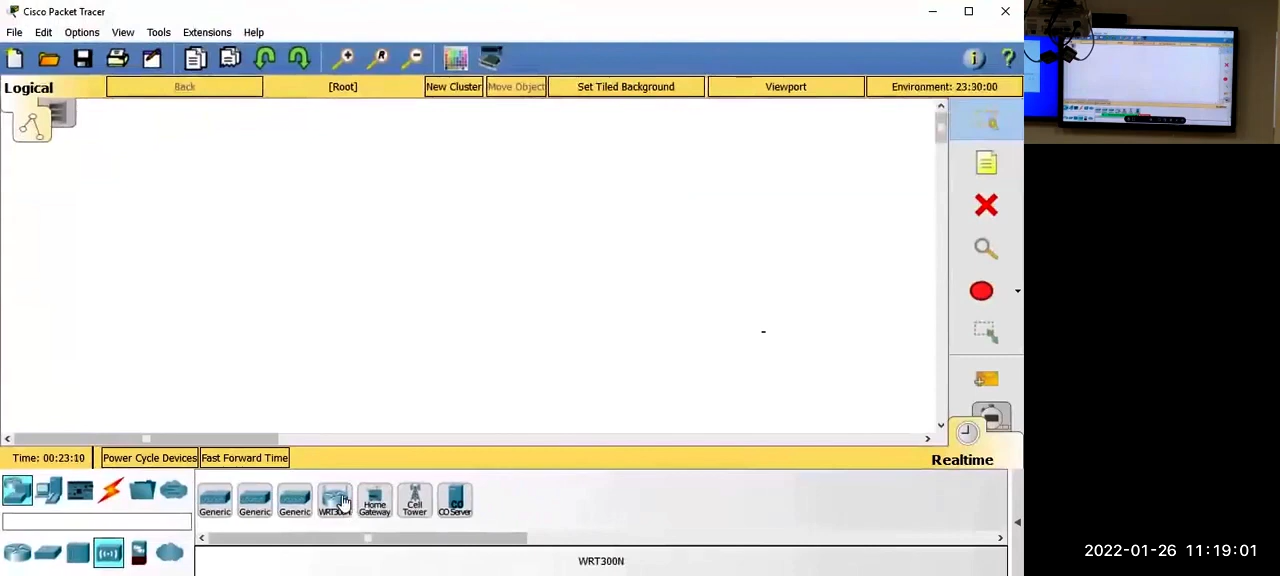 Cisco Packet Tracer
File Edit Options View Tools Extensions Help
Logical Back [Root] New Cluster Move Object Set Tiled Background Viewport Environment: 23:30:00
Time: 00:23:10 Power Cycle Devices Fast Forward Time Realtime
Generic Generic Generic WRT300N Home Gateway Cell Tower CO Server
WRT300N
2022-01-26 11:19:01